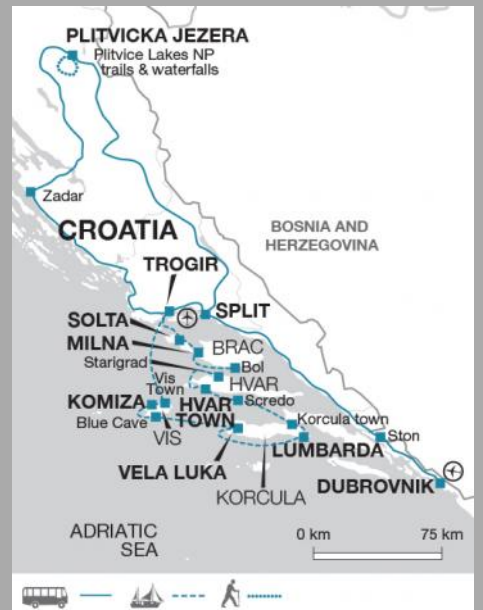 PLITVICKA JEZERA
Plitvice Lakes NP
trails & waterfalls
Zadar
CROATIA
BOSNIA AND
HERZEGOVINA
TROGIR
SPLIT
SOLTA
MILNA
BRAC
Starigrad
Bol
Vis
Town
HVAR
KOMIZA
HVAR
TOWN
Scredo
Blue Cave
VIS
Korcula town
Ston
LUMBARDA
VELA LUKA
KORCULA
DUBROVNIK
ADRIATIC
SEA
0 km
75 km